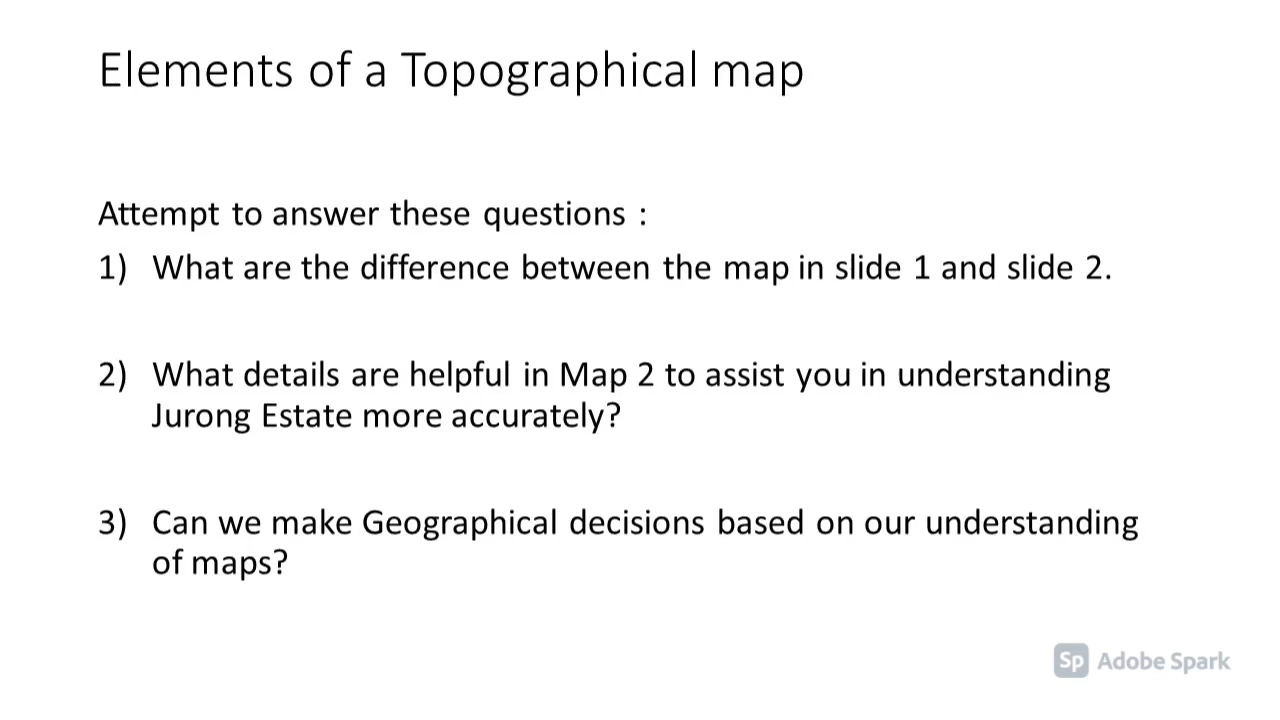 Elements of a Topographical map
Attempt to answer these questions :
1) What are the difference between the map in slide 1 and slide 2.
2) What details are helpful in Map 2 to assist you in understanding
Jurong Estate more accurately?
3) Can we make Geographical decisions based on our understanding
of maps?
Sp Adobe Spark